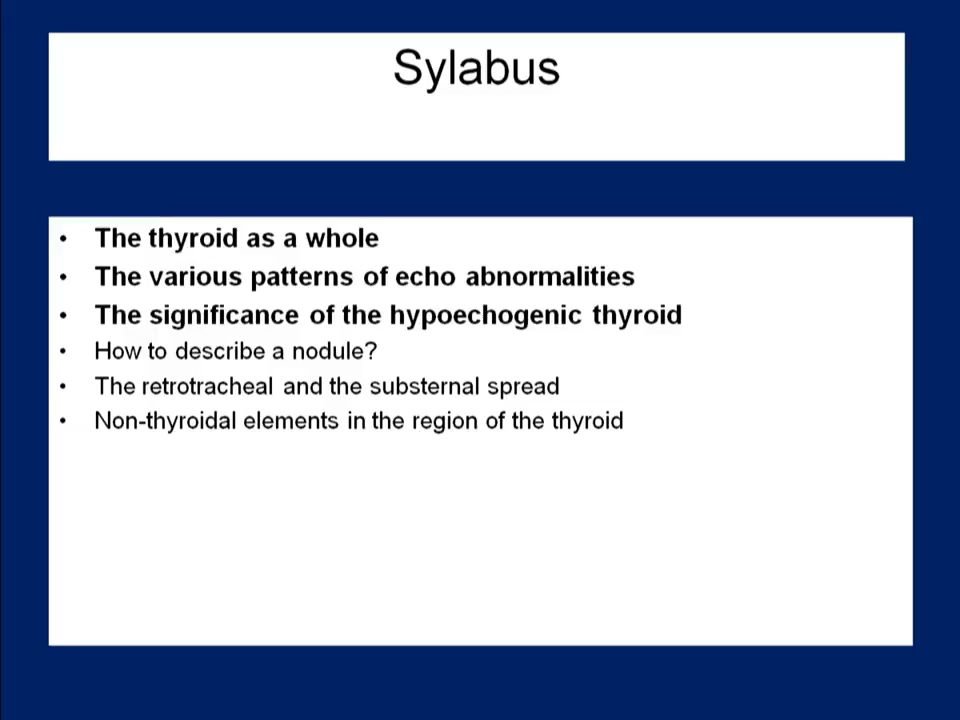 Sylabus
• The thyroid as a whole
• The various patterns of echo abnormalities
• The significance of the hypoechogenic thyroid
• How to describe a nodule?
• The retrotracheal and the substernal spread
• Non-thyroidal elements in the region of the thyroid